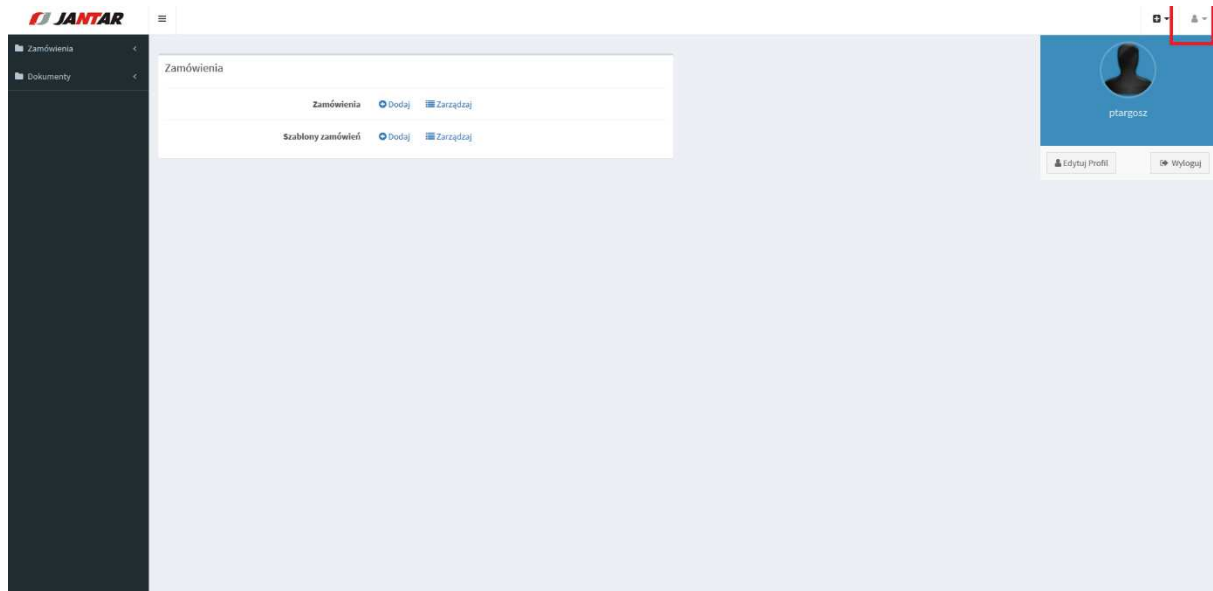 JANTAR
Zamówienia
Dokumenty
Zamówienia
Zamówienia Dodaj Zarządzaj
Szablony zamówień Dodaj Zarządzaj
ptargosz
Edytuj Profil Wyloguj